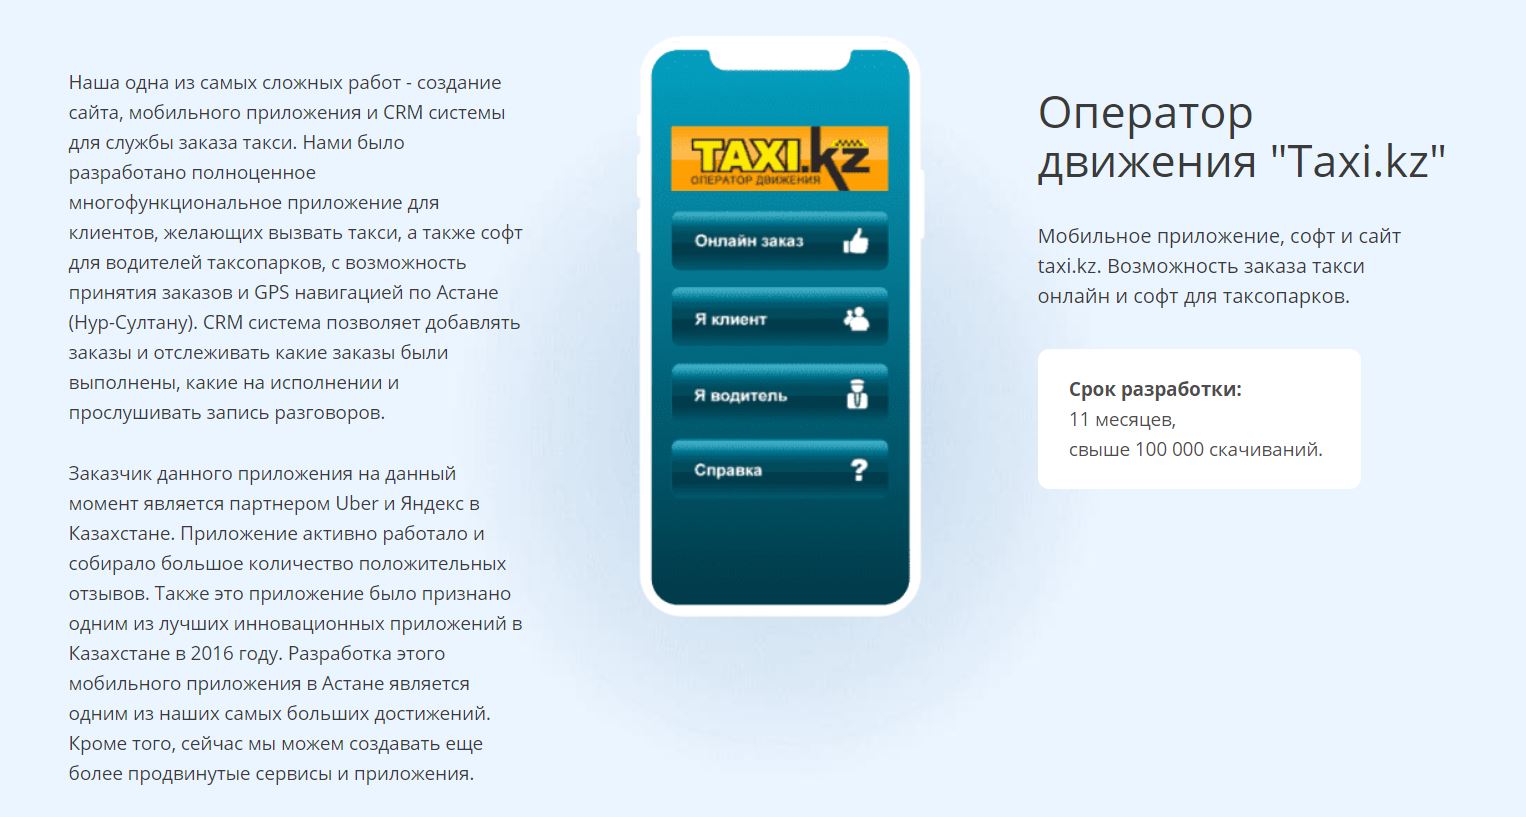 Наша одна из самых сложных работ - создание
сайта, мобильного приложения и CRM системы
для службы заказа такси. Нами было
разработано полноценное
многофункциональное приложение для
клиентов, желающих вызвать такси, а также софт
для водителей таксопарков, с возможность
принятия заказов и GPS навигацией по Астане
(Нур-Султану). CRM система позволяет добавлять
заказы и отслеживать какие заказы были
выполнены, какие на исполнении и
прослушивать запись разговоров.
Заказчик данного приложения на данный
момент является партнером Uber и Яндекс в
Казахстане. Приложение активно работало и
собирало большое количество положительных
отзывов. Также это приложение было признано
одним из лучших инновационных приложений в
Казахстане в 2016 году. Разработка этого
мобильного приложения в Астане является
одним из наших самых больших достижений.
Кроме того, сейчас мы можем создавать еще
более продвинутые сервисы и приложения.
TAXI.kz
ОПЕРАТОР ДВИЖЕНИЯ
Онлайн заказ
Я клиент
Я водитель
Справка
?
Оператор
движения "Taxi.kz"
Мобильное приложение, софт и сайт
taxi.kz. Возможность заказа такси
онлайн и софт для таксопарков.
Срок разработки:
11 месяцев,
свыше 100 000 скачиваний.